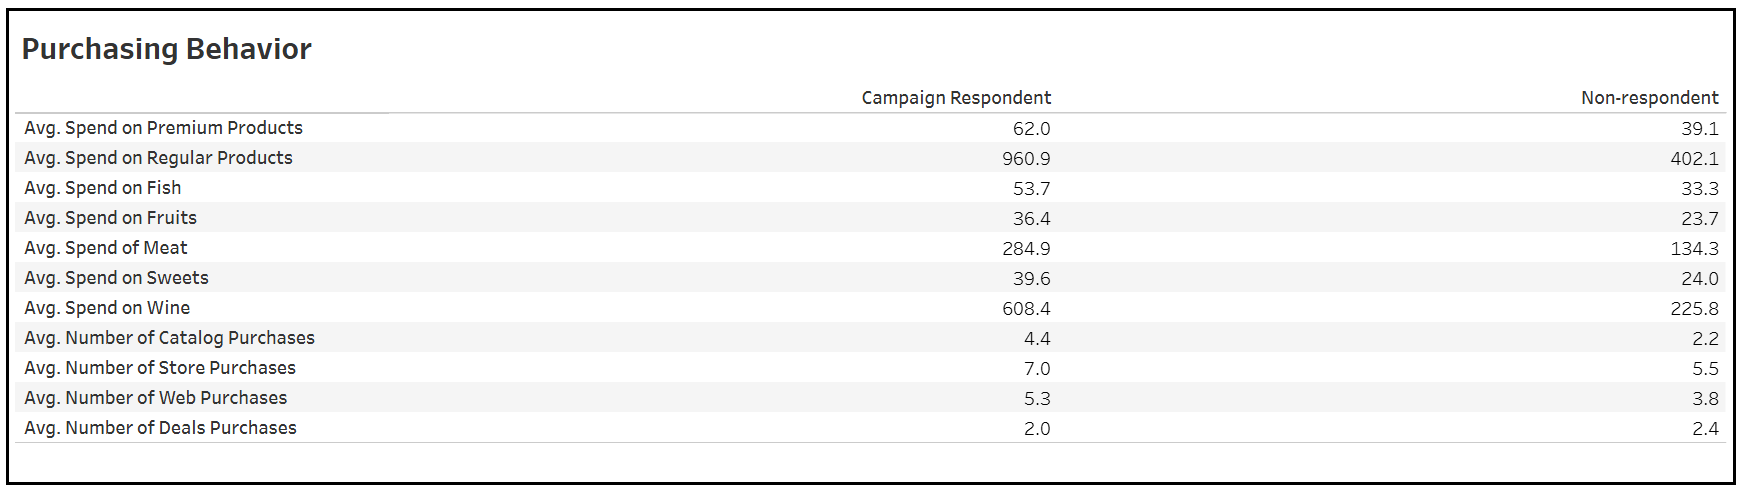 Purchasing Behavior
Campaign Respondent Non-respondent
Avg. Spend on Premium Products 62.0 39.1
Avg. Spend on Regular Products 960.9 402.1
Avg. Spend on Fish 53.7 33.3
Avg. Spend on Fruits 36.4 23.7
Avg. Spend of Meat 284.9 134.3
Avg. Spend on Sweets 39.6 24.0
Avg. Spend on Wine 608.4 225.8
Avg. Number of Catalog Purchases 4.4 2.2
Avg. Number of Store Purchases 7.0 5.5
Avg. Number of Web Purchases 5.3 3.8
Avg. Number of Deals Purchases 2.0 2.4